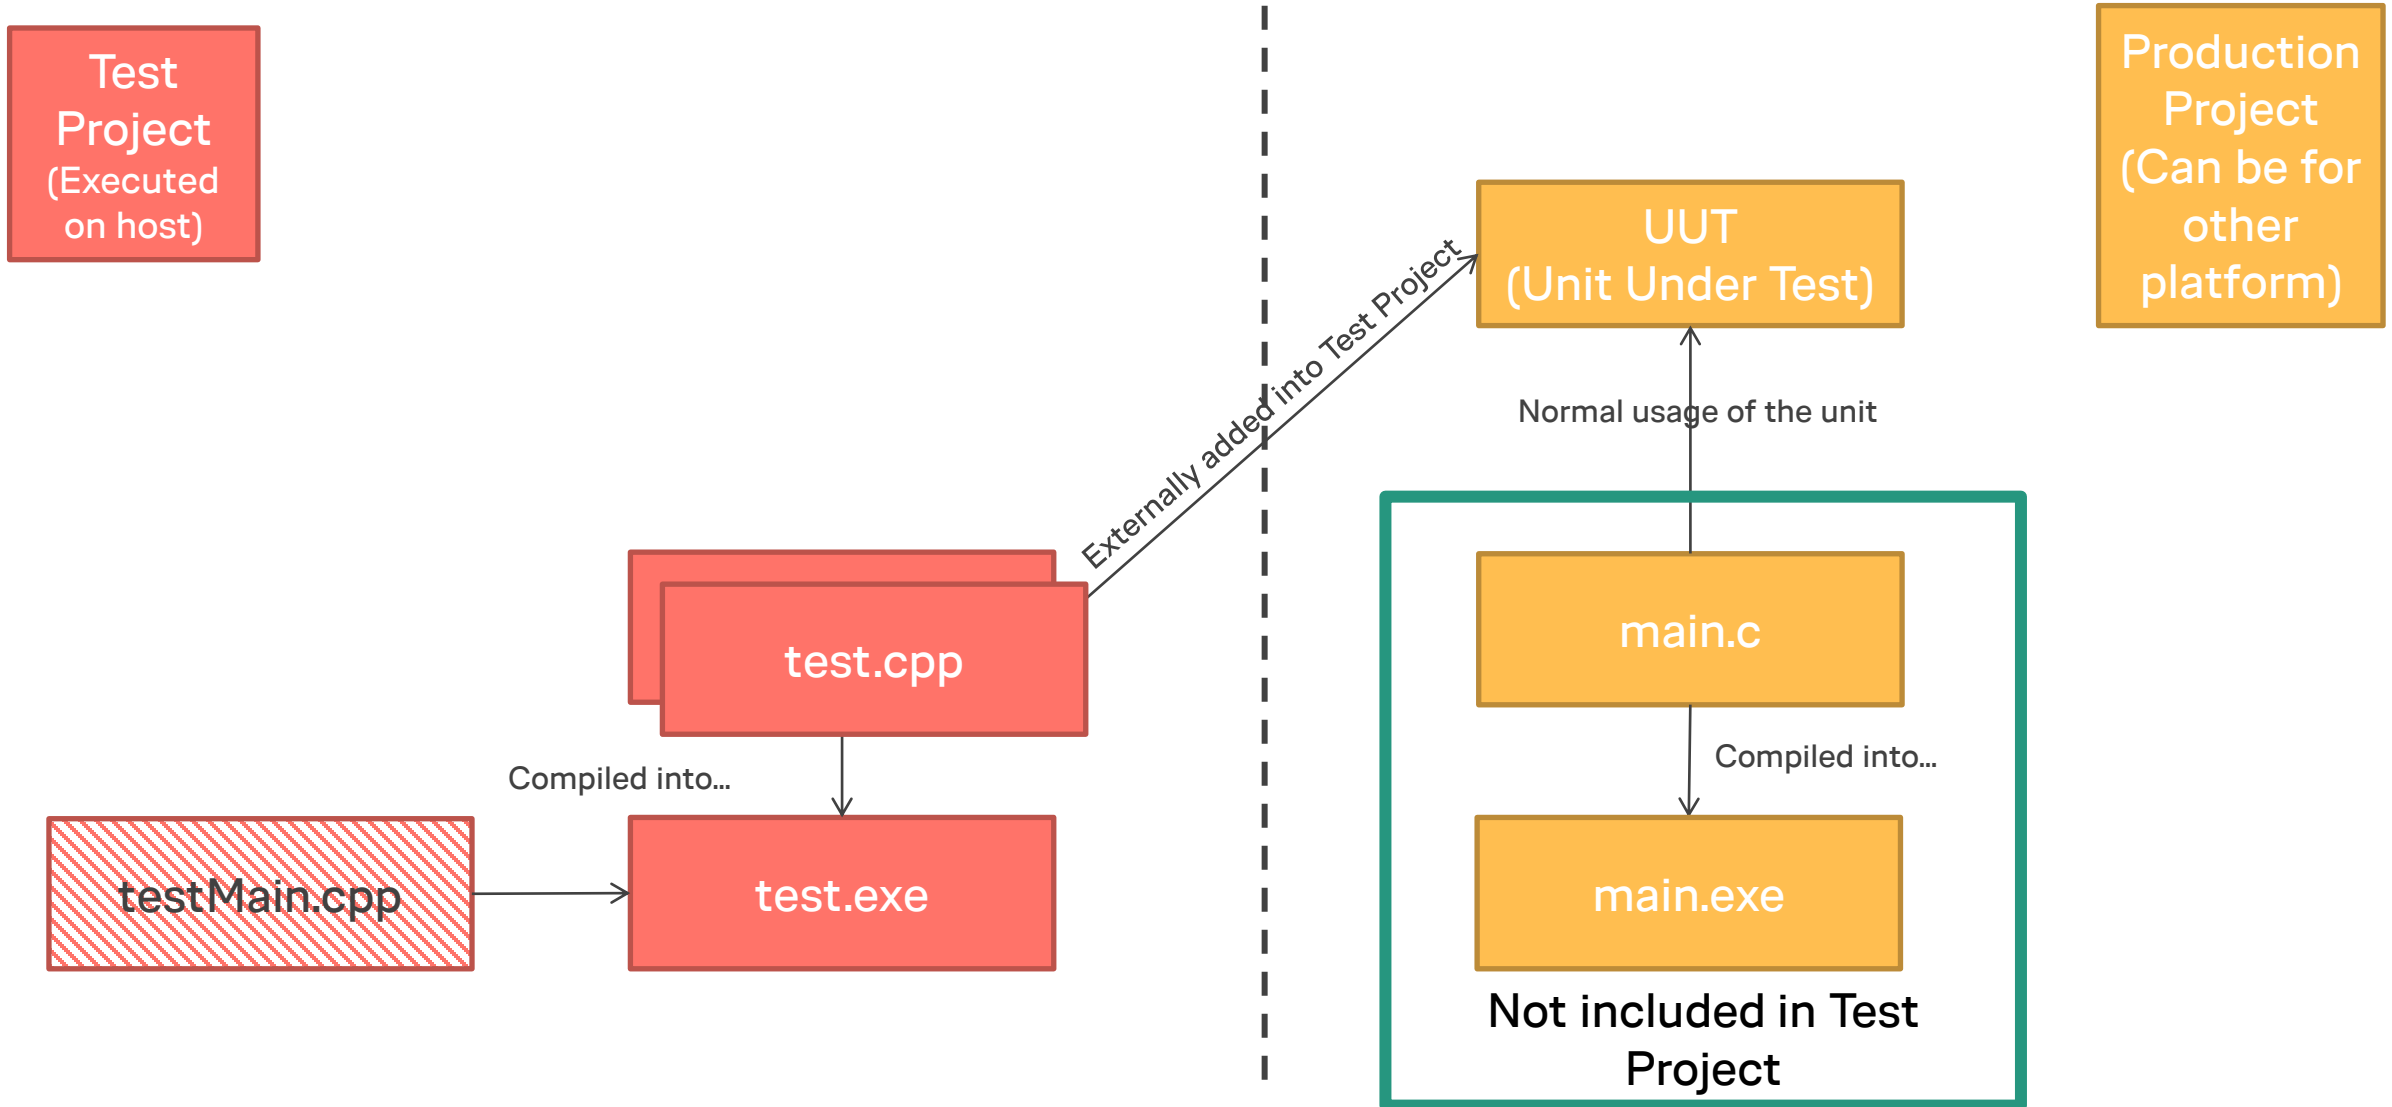 Test
Project
(Executed
on host)
Production
Project
(Can be for
other
platform)
UUT
(Unit Under Test)
Externally added into Test Project
Normal usage of the unit
test.cpp
main.c
Compiled into...
Compiled into...
testMain.cpp
test.exe
main.exe
Not included in Test
Project